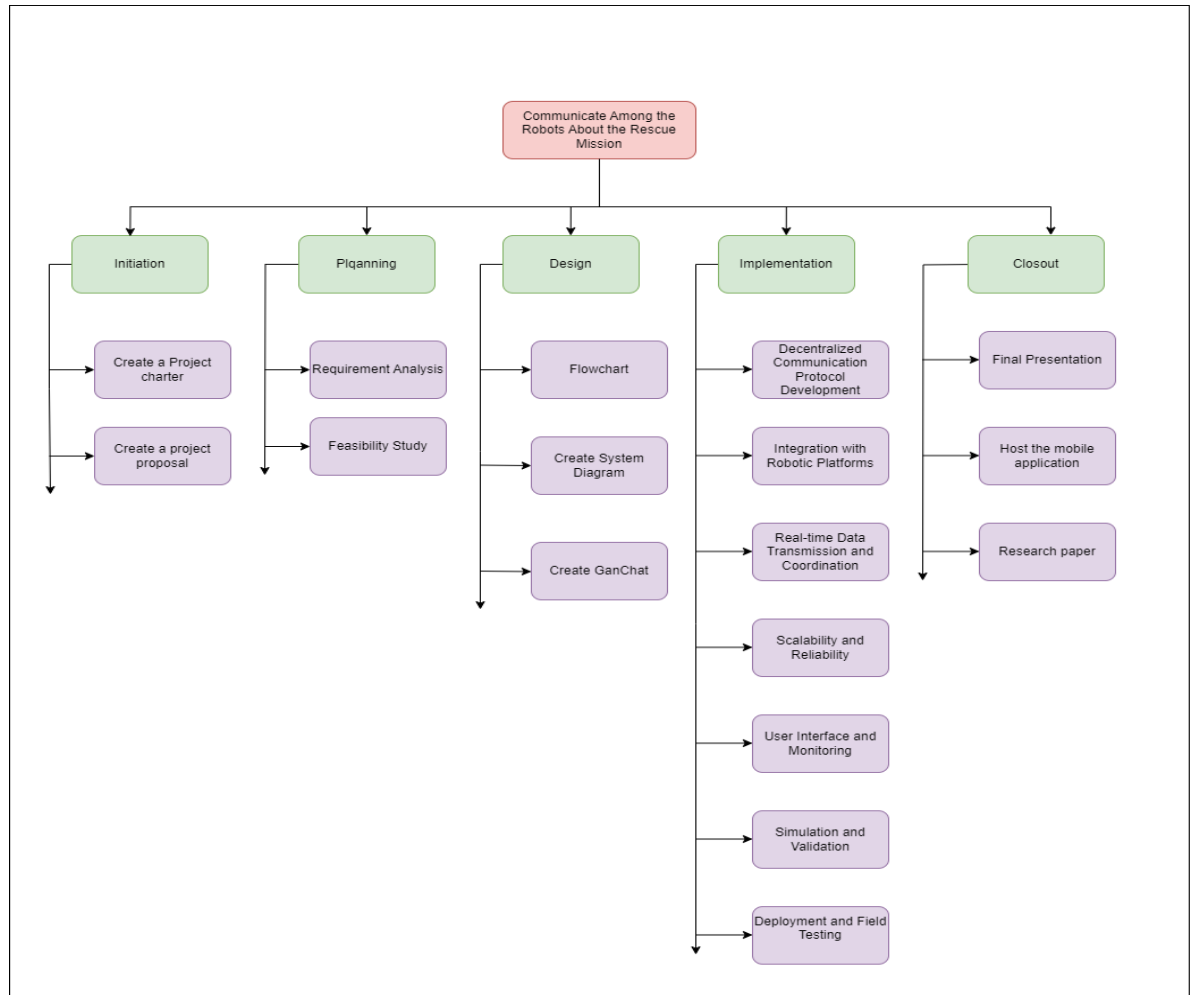 Communicate Among the
Robots About the Rescue
Mission
Initiation
Plqanning
Design
Implementation
Closout
Create a Project
charter
Create a project
proposal
Requirement Analysis
Feasibility Study
Flowchart
Create System
Diagram
Create GanChat
Decentralized
Communication
Protocol
Development
Integration with
Robotic Platforms
Real-time Data
Transmission and
Coordination
Scalability and
Reliability
User Interface and
Monitoring
Simulation and
Validation
Deployment and Field
Testing
Final Presentation
Host the mobile
application
Research paper